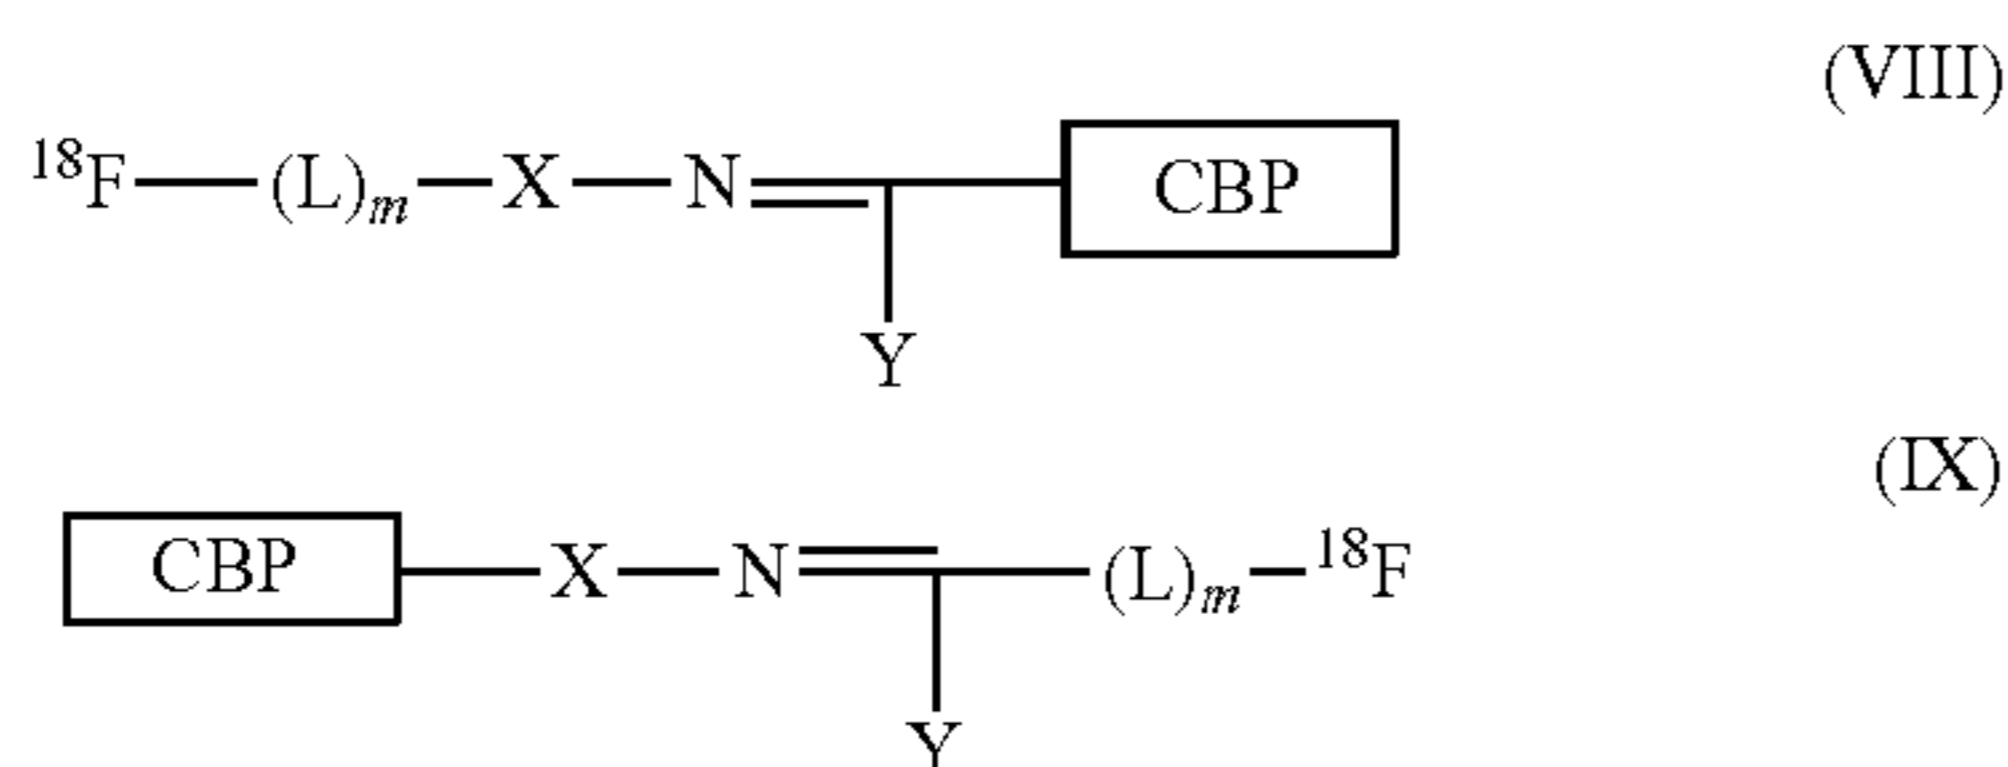 (VIII)
18F (L)m X N CBP
Y
(IX)
CBP X N (L)m 18F
Y